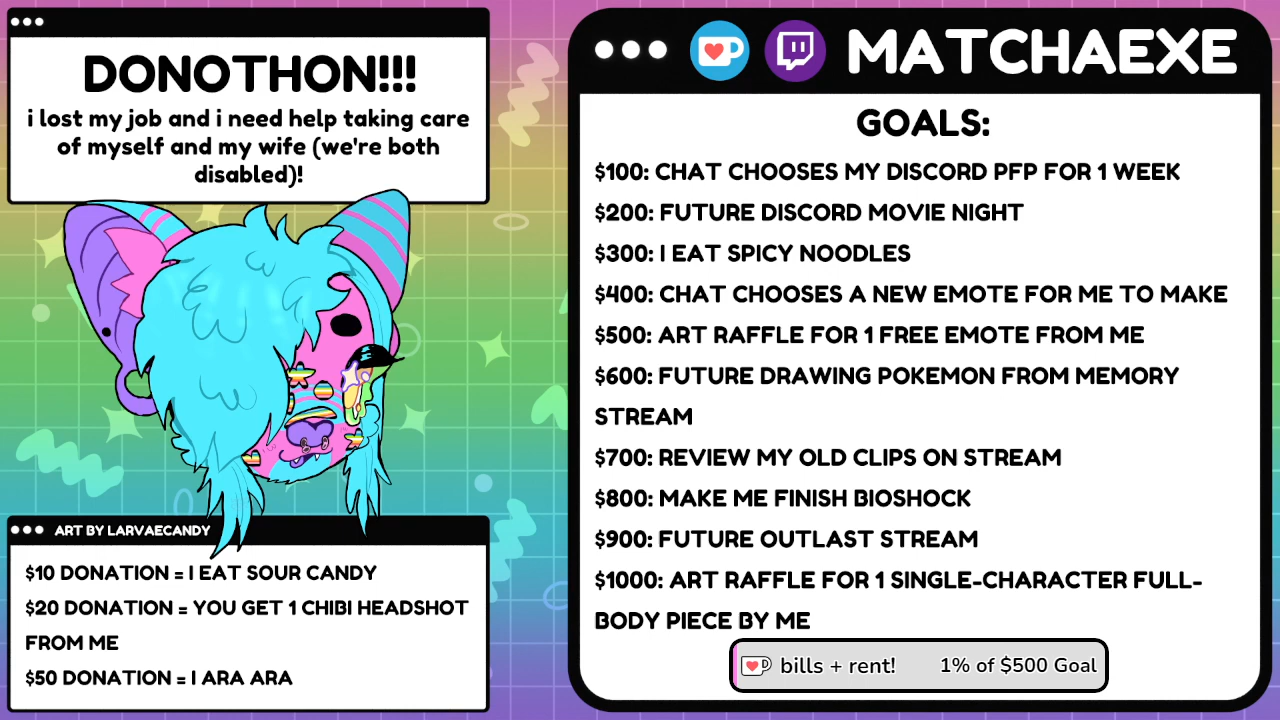 DONOTHON!!!
i lost my job and i need help taking care
of myself and my wife (we're both
disabled)!
ART BY LARVAECANDY
$10 DONATION = I EAT SOUR CANDY
$20 DONATION = YOU GET 1 CHIBI HEADSHOT
FROM ME
$50 DONATION = I ARA ARA
MATCHAEXE
GOALS:
$100: CHAT CHOOSES MY DISCORD PFP FOR 1 WEEK
$200: FUTURE DISCORD MOVIE NIGHT
$300: I EAT SPICY NOODLES
$400: CHAT CHOOSES A NEW EMOTE FOR ME TO MAKE
$500: ART RAFFLE FOR 1 FREE EMOTE FROM ME
$600: FUTURE DRAWING POKEMON FROM MEMORY
STREAM
$700: REVIEW MY OLD CLIPS ON STREAM
$800: MAKE ME FINISH BIOSHOCK
$900: FUTURE OUTLAST STREAM
$1000: ART RAFFLE FOR 1 SINGLE-CHARACTER FULL-
BODY PIECE BY ME
bills + rent! 1% of $500 Goal